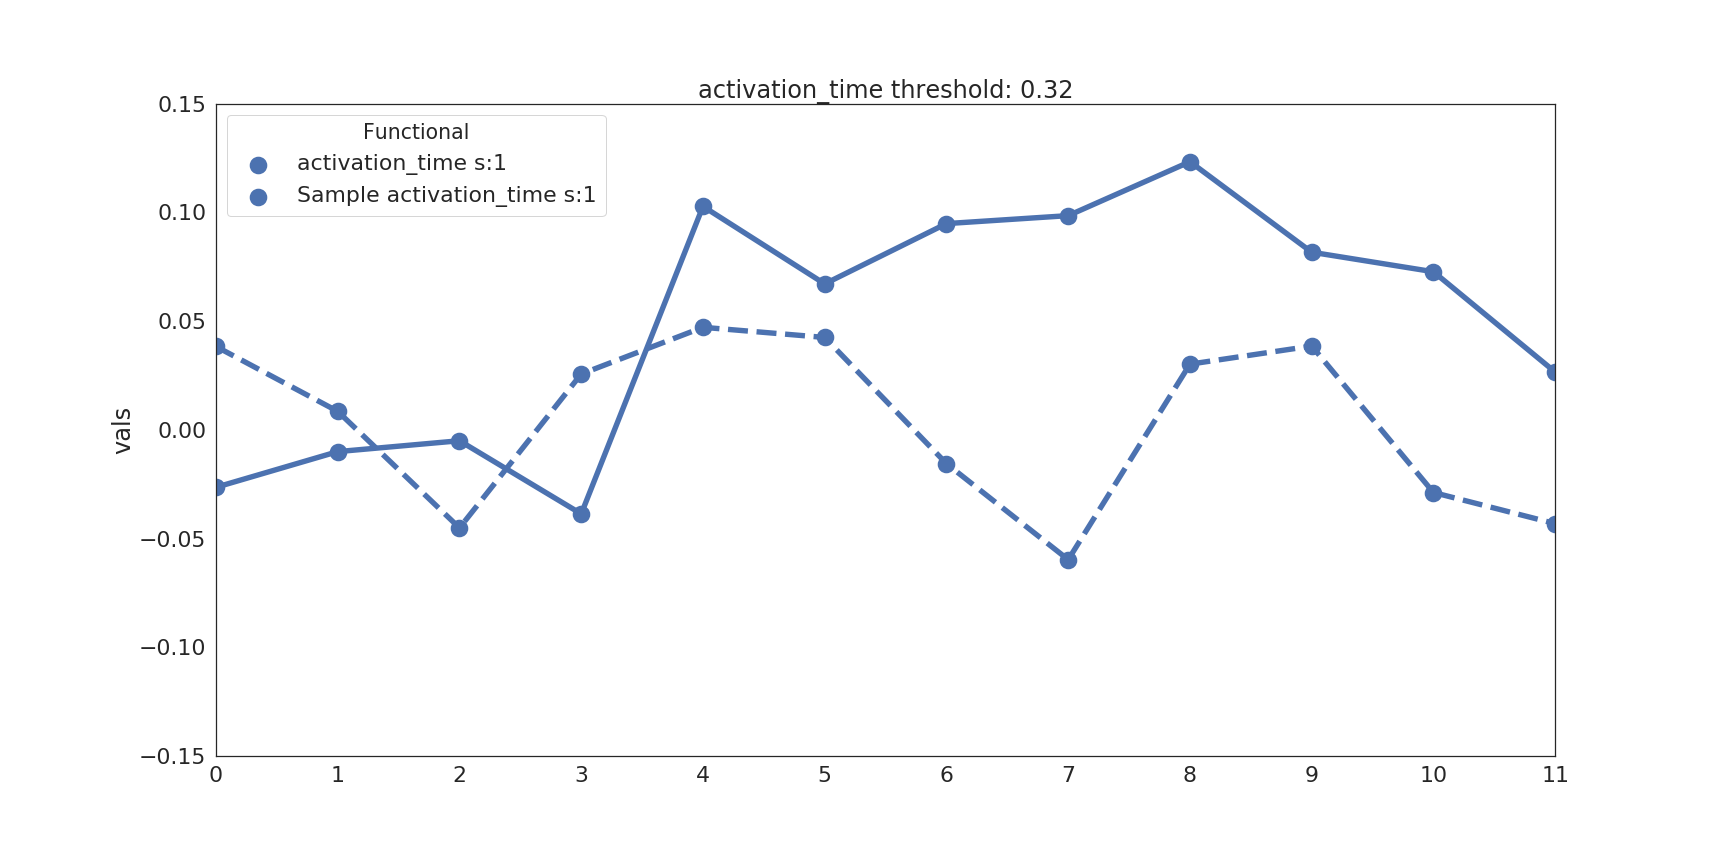 activation_time threshold: 0.32
0.15
Functional
activation_time s:1
Sample activation_time s:1
0.10
0.05
0.00
vals
−0.05
−0.10
−0.15
0 1 2 3 4 5 6 7 8 9 10 11